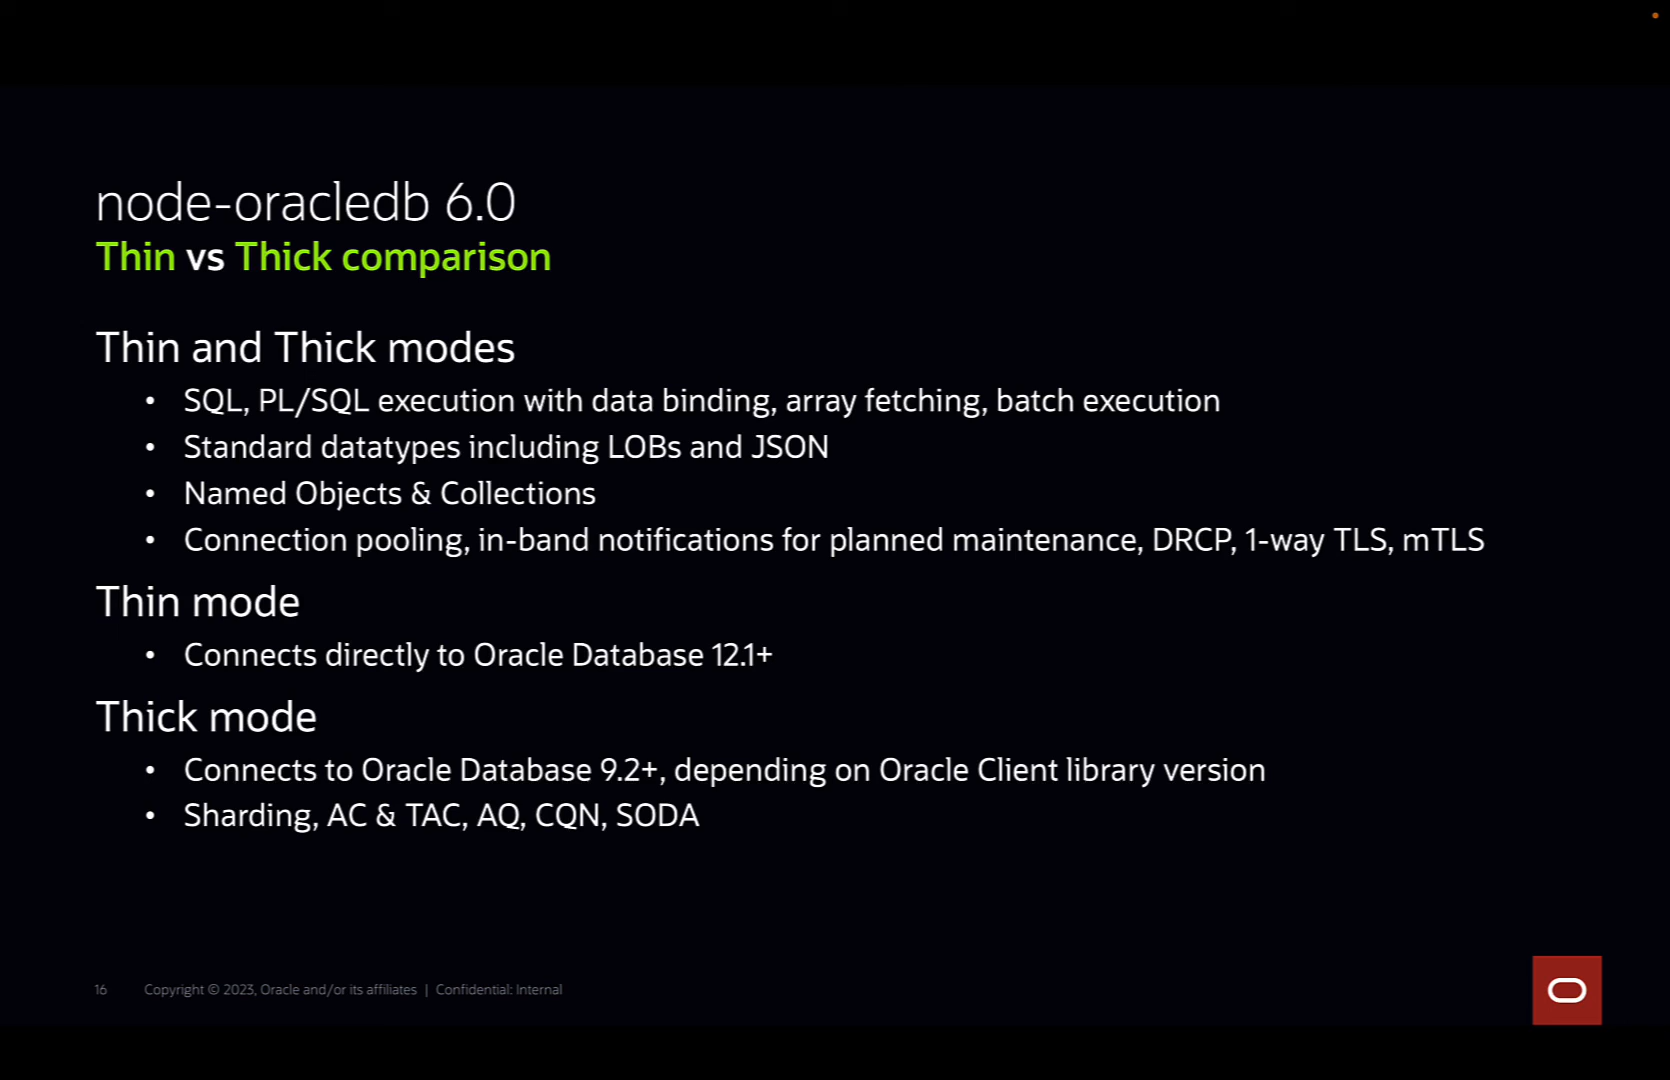 node-oracledb 6.0
Thin vs Thick comparison
Thin and Thick modes
• SQL, PL/SQL execution with data binding, array fetching, batch execution
• Standard datatypes including LOBs and JSON
• Named Objects & Collections
• Connection pooling, in-band notifications for planned maintenance, DRCP, 1-way TLS, mTLS
Thin mode
• Connects directly to Oracle Database 12.1+
Thick mode
• Connects to Oracle Database 9.2+, depending on Oracle Client library version
• Sharding, AC & TAC, AQ, CQN, SODA
16 Copyright © 2023, Oracle and/or its affiliates | Confidential: Internal